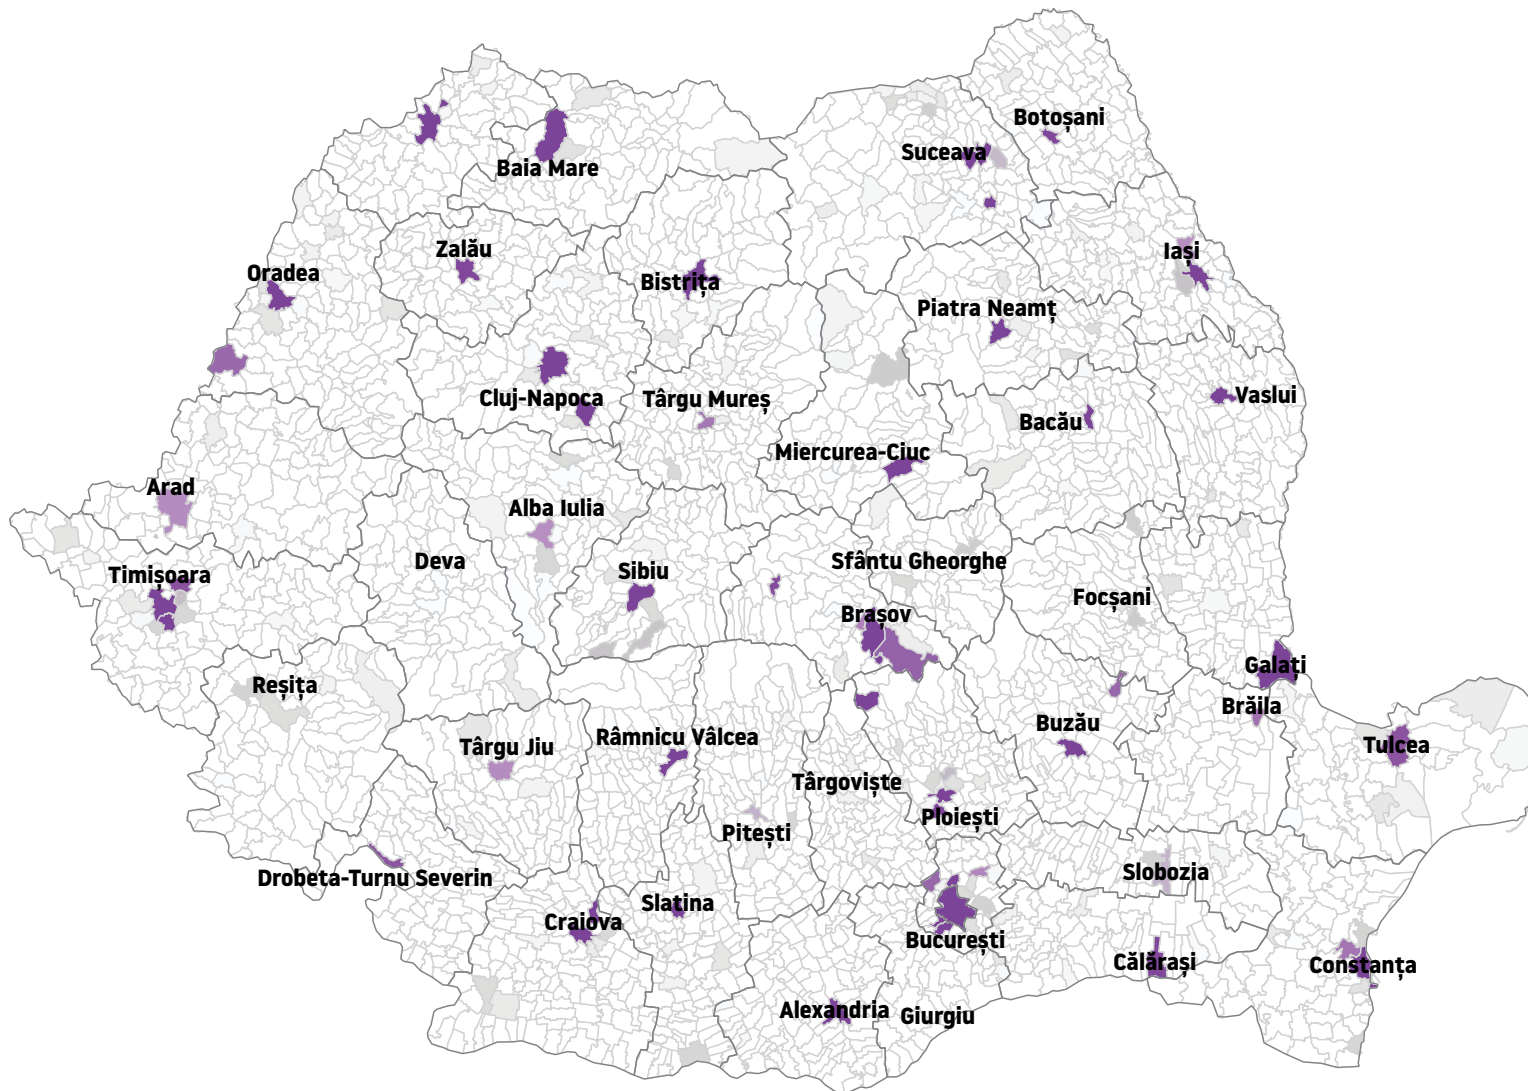 Botoșani
Suceava
Baia Mare
Zalău
Iași
Oradea
Bistrița
Piatra Neamț
Cluj-Napoca
Târgu Mureș
Vaslui
Bacău
Miercurea-Ciuc
Arad
Alba Iulia
Deva
Sfântu Gheorghe
Sibiu
Timișoara
Focșani
Brașov
Galați
Reșița
Brăila
Buzău
Râmnicu Vâlcea
Târgu Jiu
Tulcea
Târgoviște
Ploiești
Pitești
Slobozia
Drobeta-Turnu Severin
Slatina
Craiova
București
Călărași
Constanța
Alexandria
Giurgiu